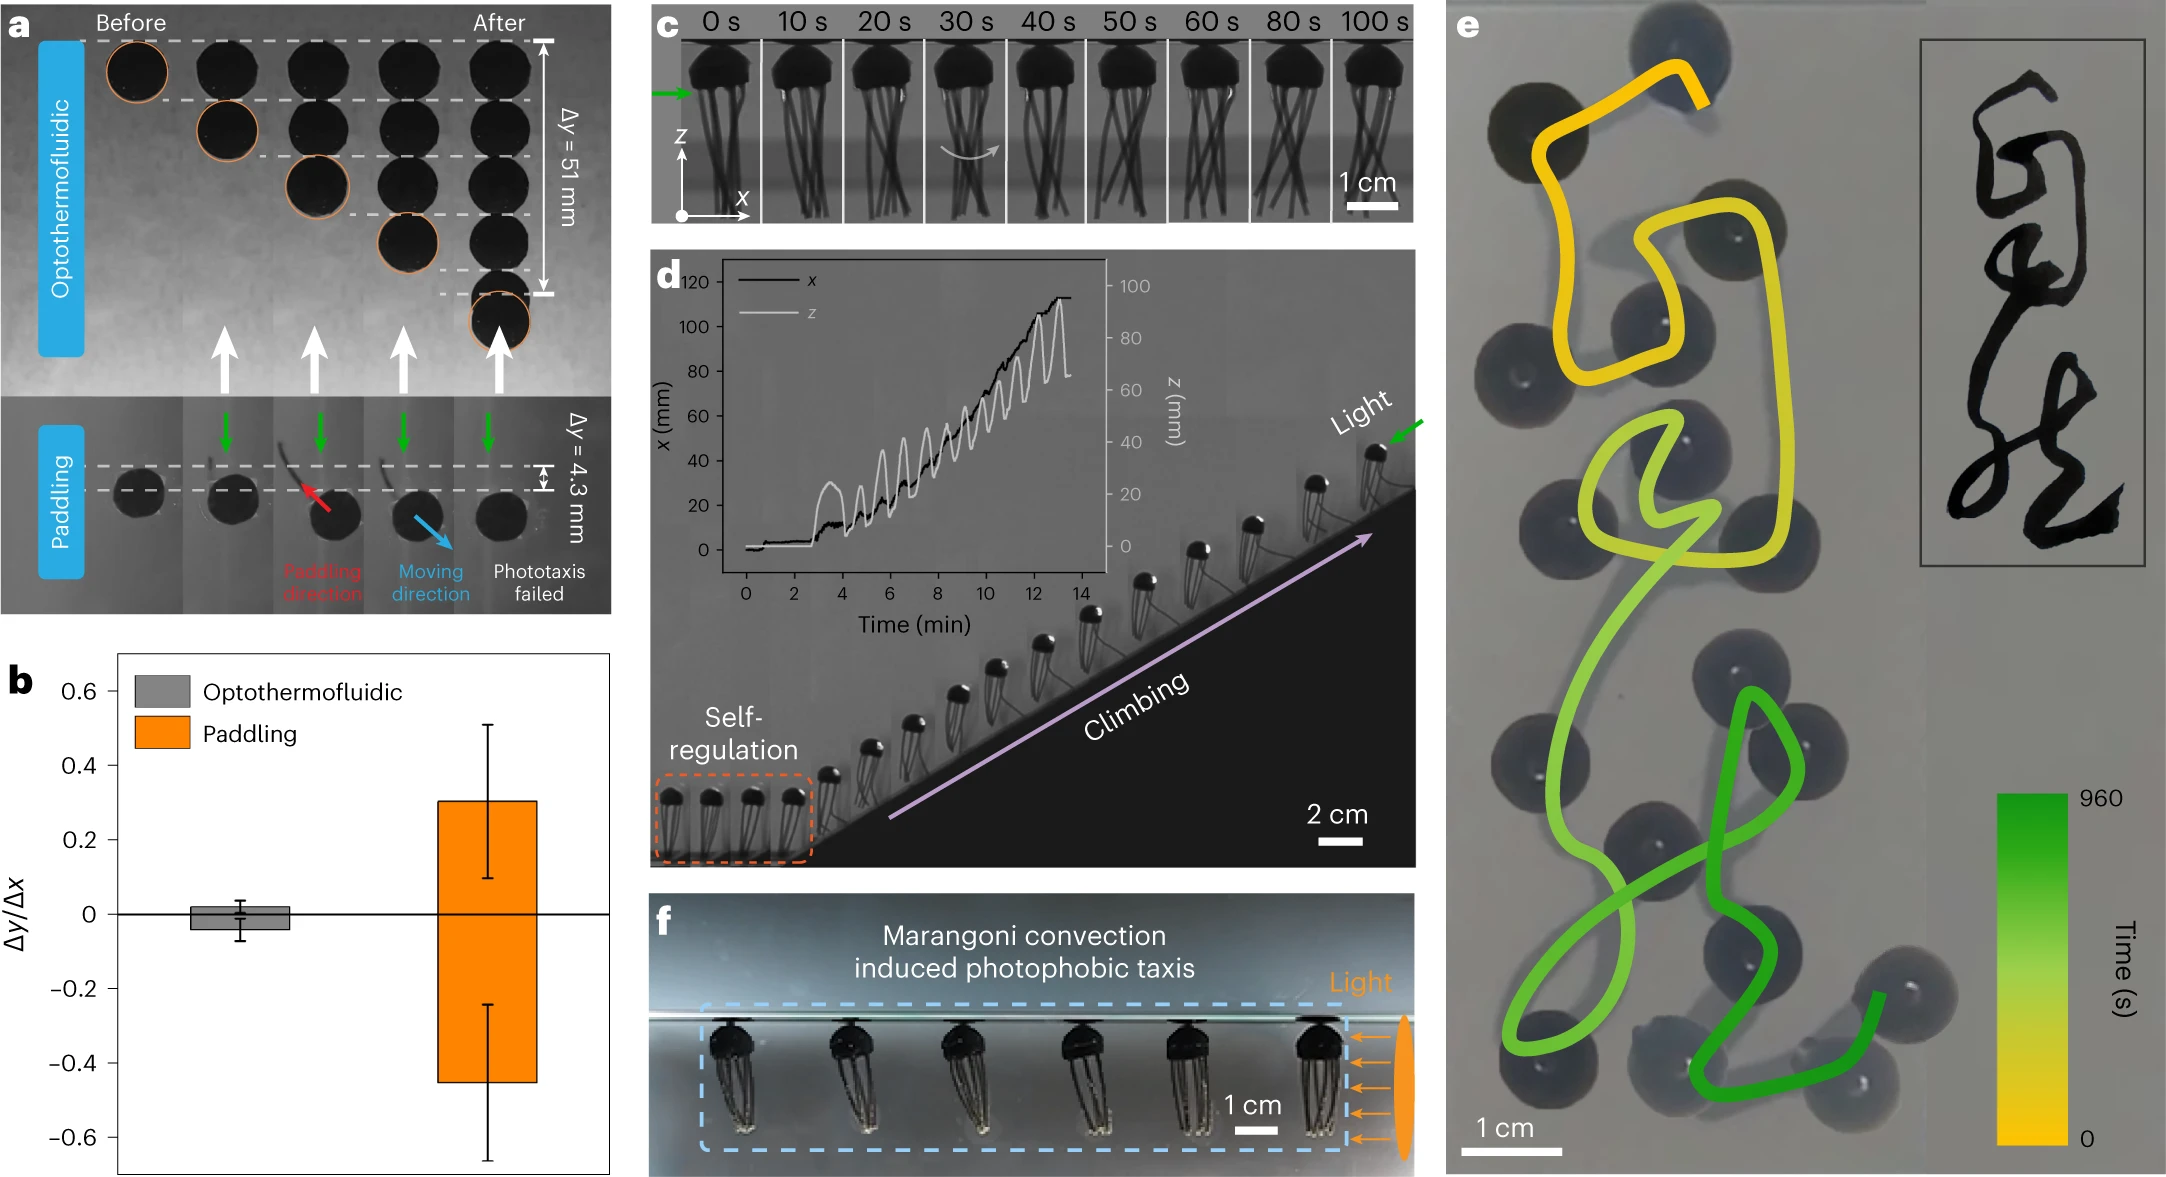 a
Before
After
Optothermofluidic
Δy = 51 mm
Paddling
Δy = 4.3 mm
Paddling
direction
Moving
direction
Phototaxis
failed
b
0.6
0.4
0.2
0
–0.2
–0.4
–0.6
Δy/Δx
Optothermofluidic
Paddling
c
0 s
10 s
20 s
30 s
40 s
50 s
60 s
80 s
100 s
z
x
1 cm
d
x
z
120
100
80
60
40
20
0
x (mm)
100
80
60
40
20
0
z (mm)
0 2 4 6 8 10 12 14
Time (min)
Light
Climbing
Self-
regulation
2 cm
f
Marangoni convection
induced photophobic taxis
Light
1 cm
e
960
0
Time (s)
1 cm